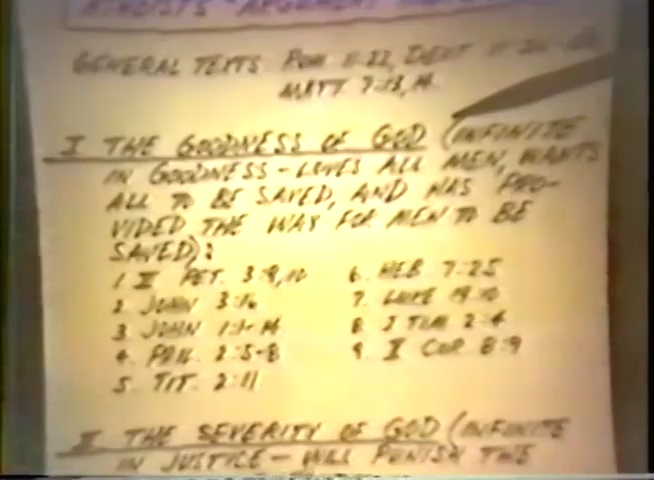 ATHEISTS' ARGUMENT
GENERAL TEXTS: ROM 11:22, DEUT
MATT. 7:13,14
I THE GOODNESS OF GOD (INFINITE
IN GOODNESS - LOVES ALL MEN, WANTS
ALL TO BE SAVED, AND HAS PRO-
VIDED THE WAY FOR MEN TO BE
SAVED):
1. II PET. 3:9,10
2. JOHN 3:16
3. JOHN 1:1-14
4. PHIL. 2:5-8
5. TIT. 2:11
6. HEB. 7:25
7. LUKE 19:10
8. I TIM 2:4
9. II COR. 8:9
II THE SEVERITY OF GOD (INFINITE
IN JUSTICE - WILL PUNISH THE